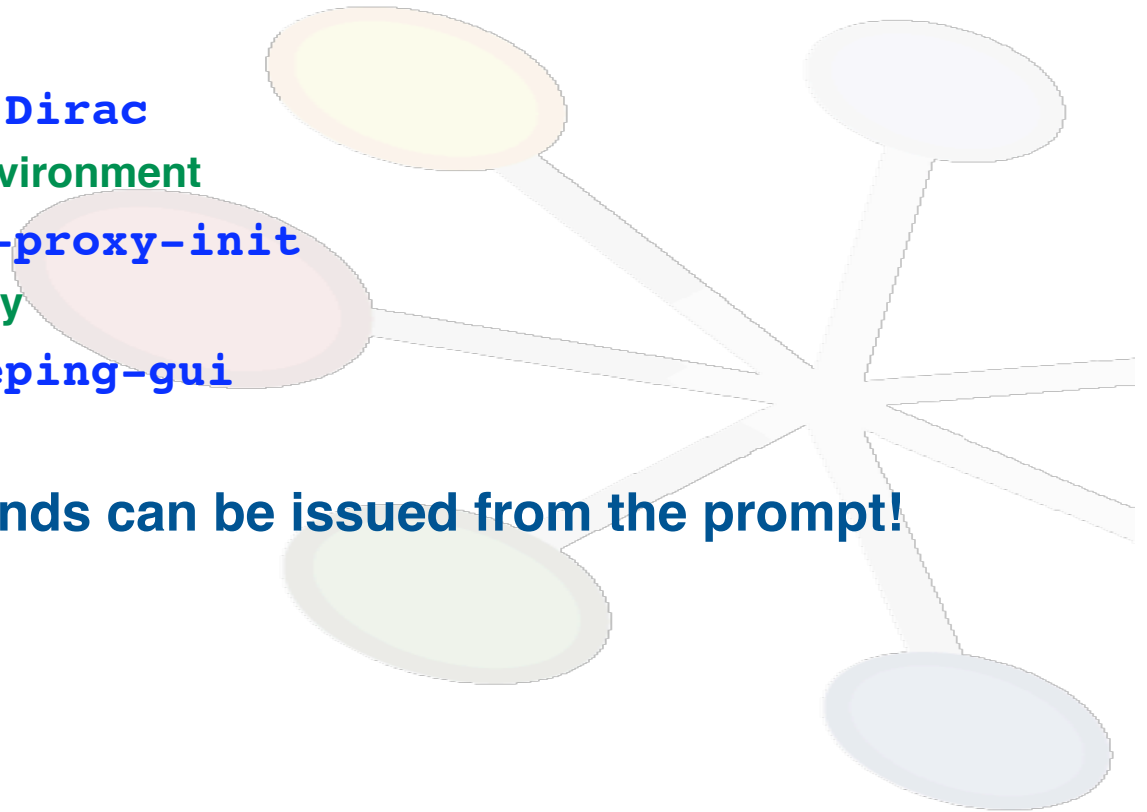 Dirac
vironment
-proxy-init
y
eping-gui
nds can be issued from the prompt!